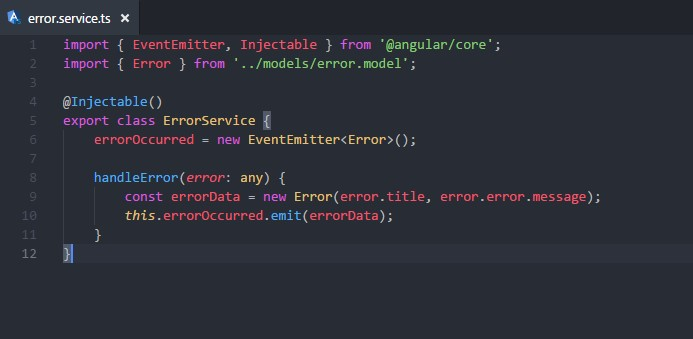 error.service.ts ×
1 import { EventEmitter, Injectable } from '@angular/core';
2 import { Error } from '../models/error.model';
3
4 @Injectable()
5 export class ErrorService {
6     errorOccurred = new EventEmitter<Error>();
7
8     handleError(error: any) {
9         const errorData = new Error(error.title, error.error.message);
10         this.errorOccurred.emit(errorData);
11     }
12 }